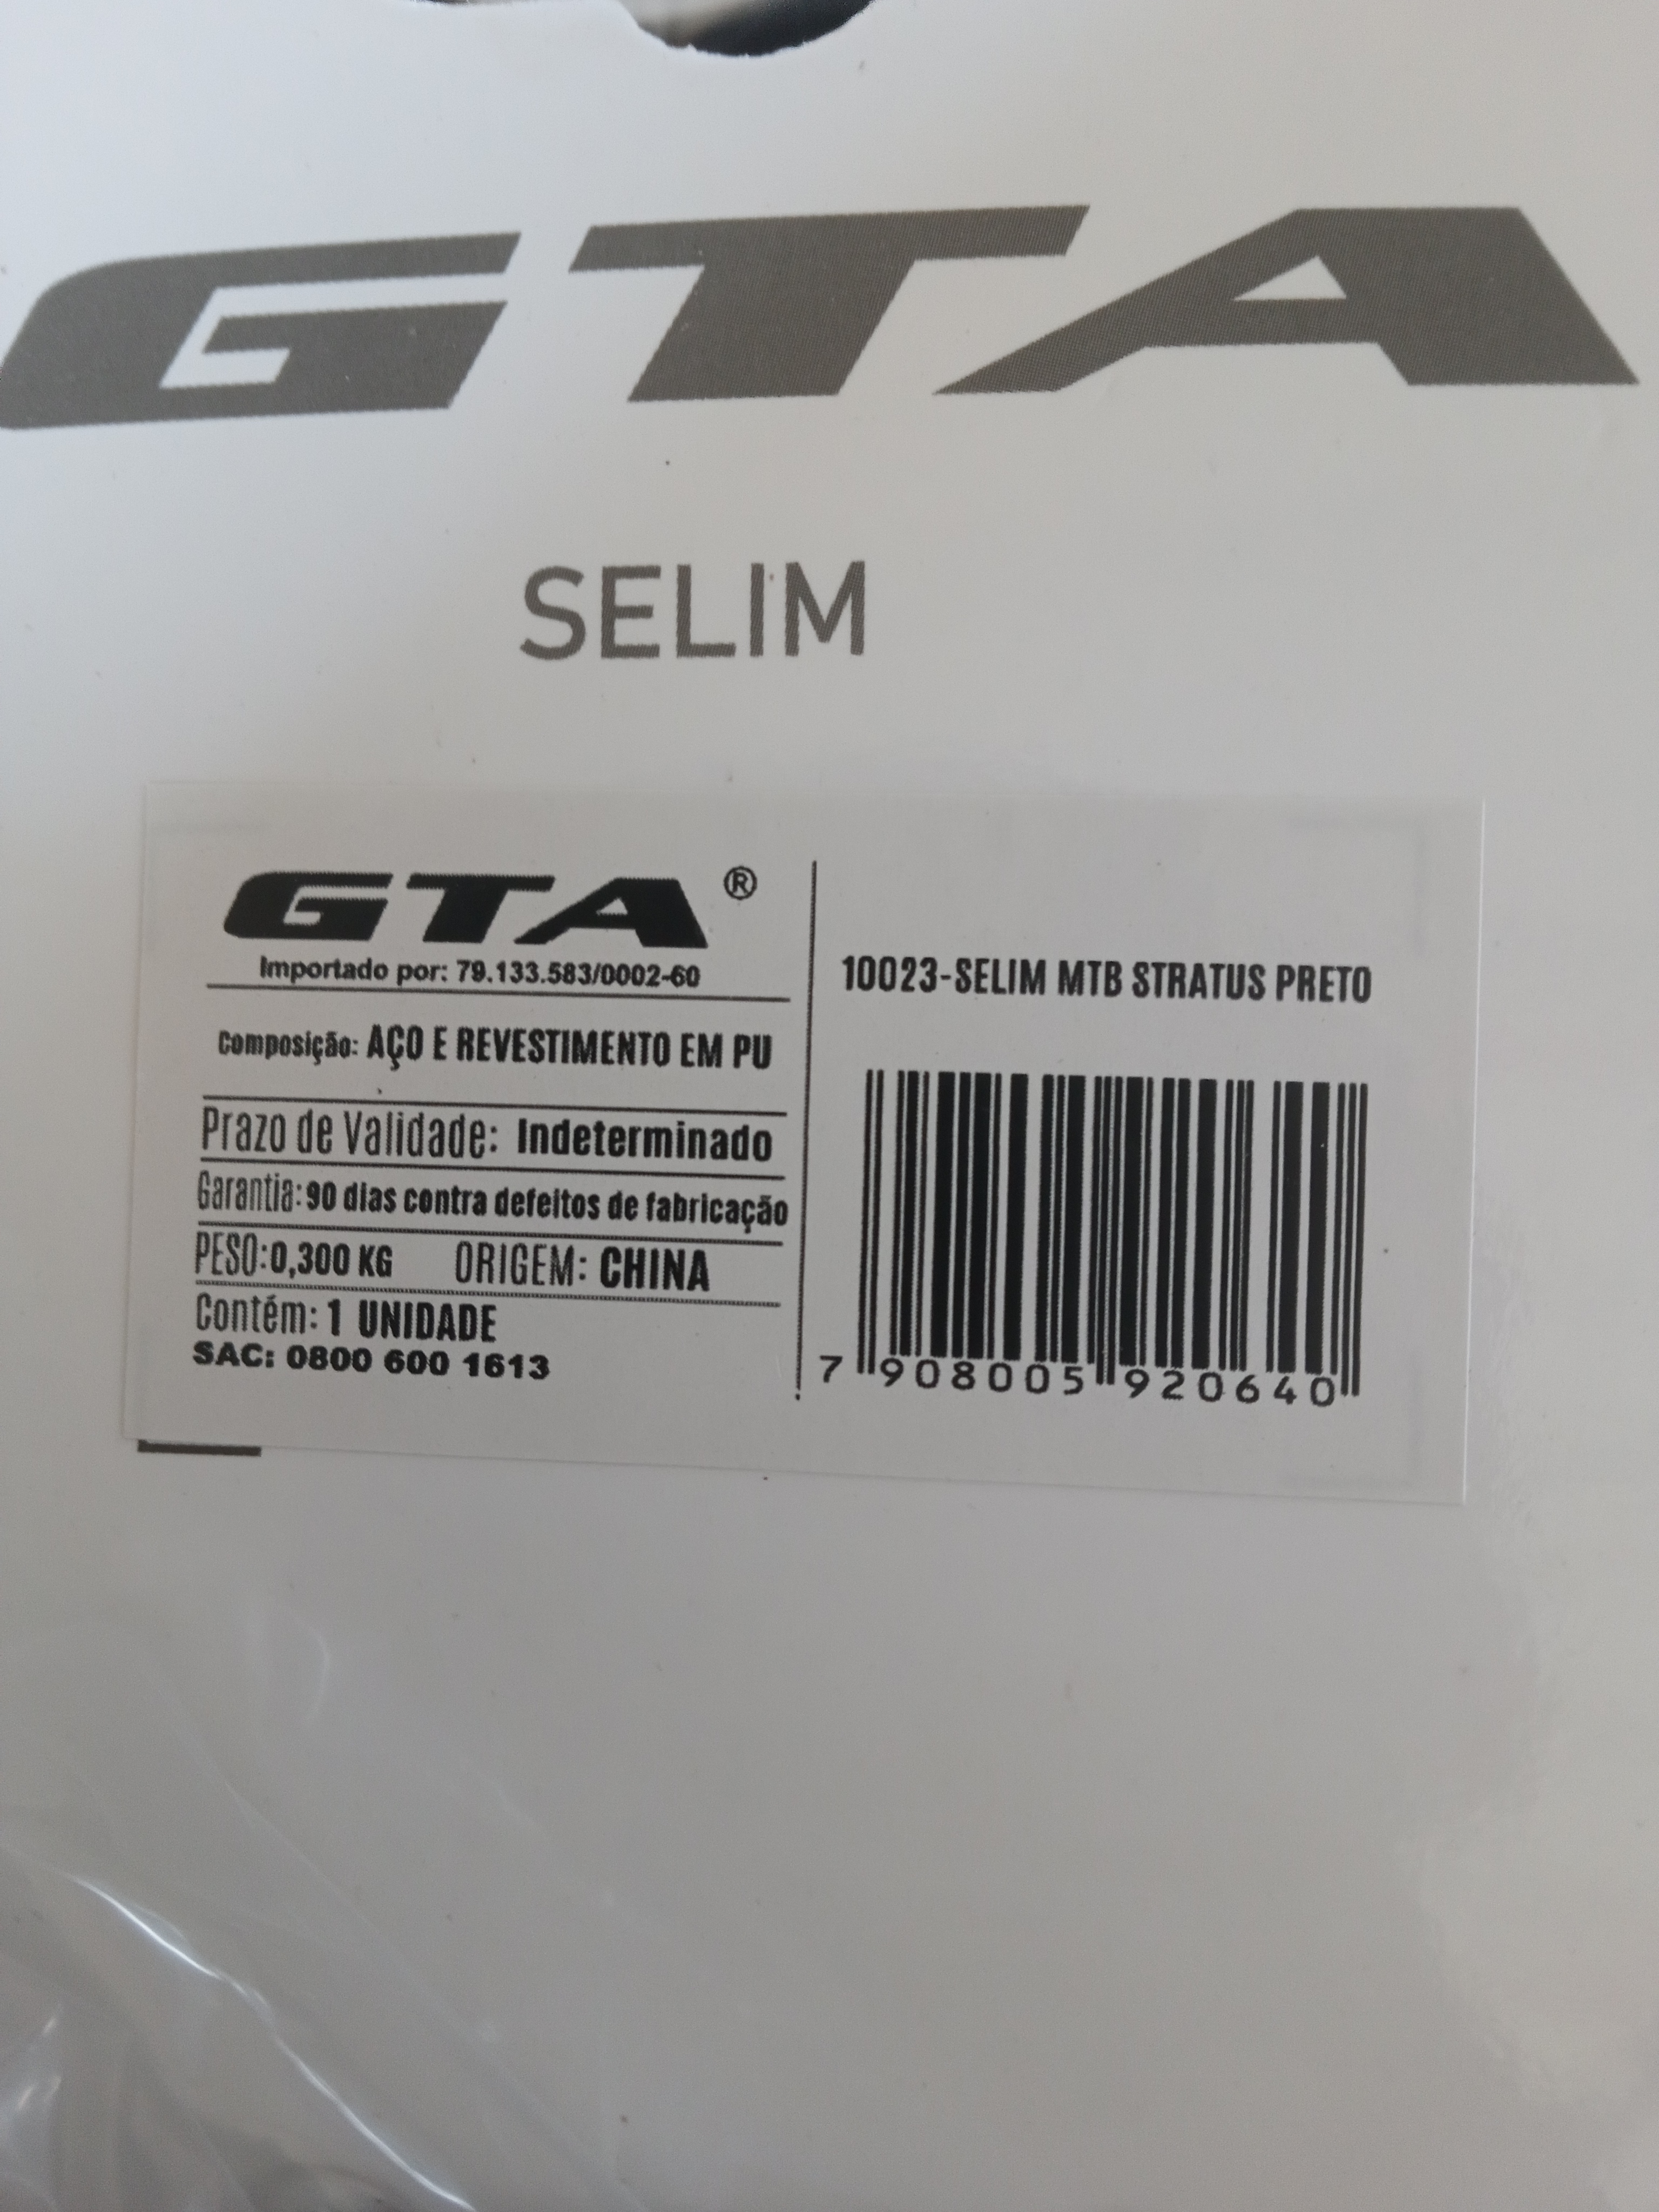 GTA
SELIM
GTA®
Importado por: 79.133.583/0002-60
Composição: AÇO E REVESTIMENTO EM PU
Prazo de Validade: Indeterminado
Garantia: 90 dias contra defeitos de fabricação
PESO: 0,300 KG ORIGEM: CHINA
Contém: 1 UNIDADE
SAC: 0800 600 1613
10023-SELIM MTB STRATUS PRETO
7 908005 920640